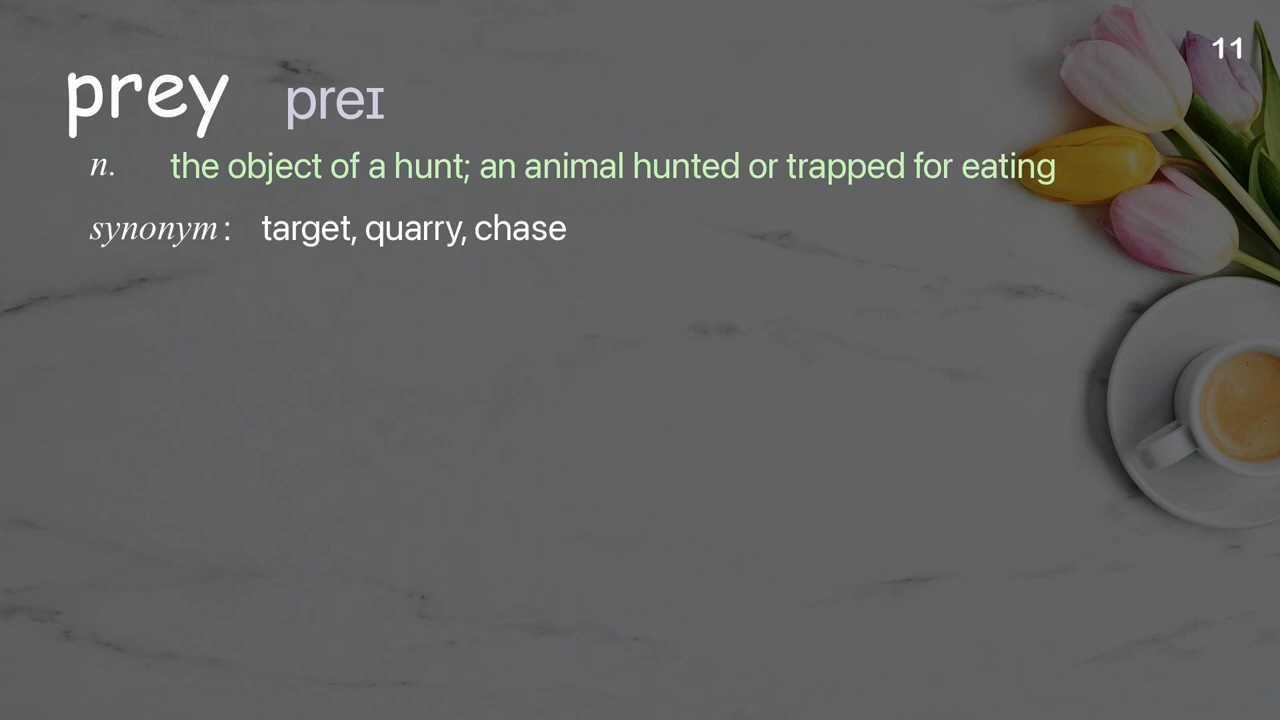 11
prey preɪ
n. the object of a hunt; an animal hunted or trapped for eating
synonym: target, quarry, chase